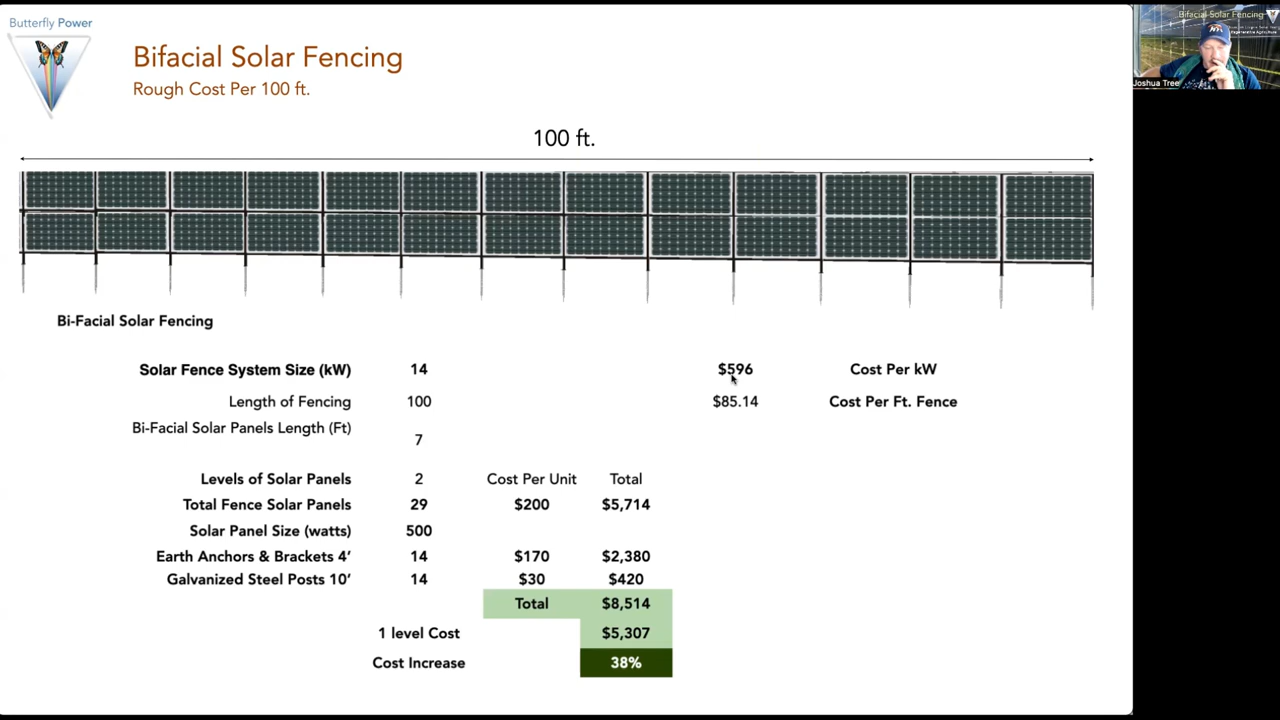 Butterfly Power
Bifacial Solar Fencing
Rough Cost Per 100 ft.
Bifacial Solar Fencing
Joshua Tree
100 ft.
Bi-Facial Solar Fencing
Solar Fence System Size (kW) 14 $596 Cost Per kW
Length of Fencing 100 $85.14 Cost Per Ft. Fence
Bi-Facial Solar Panels Length (Ft) 7
Levels of Solar Panels 2 Cost Per Unit Total
Total Fence Solar Panels 29 $200 $5,714
Solar Panel Size (watts) 500
Earth Anchors & Brackets 4’ 14 $170 $2,380
Galvanized Steel Posts 10’ 14 $30 $420
Total $8,514
1 level Cost $5,307
Cost Increase 38%